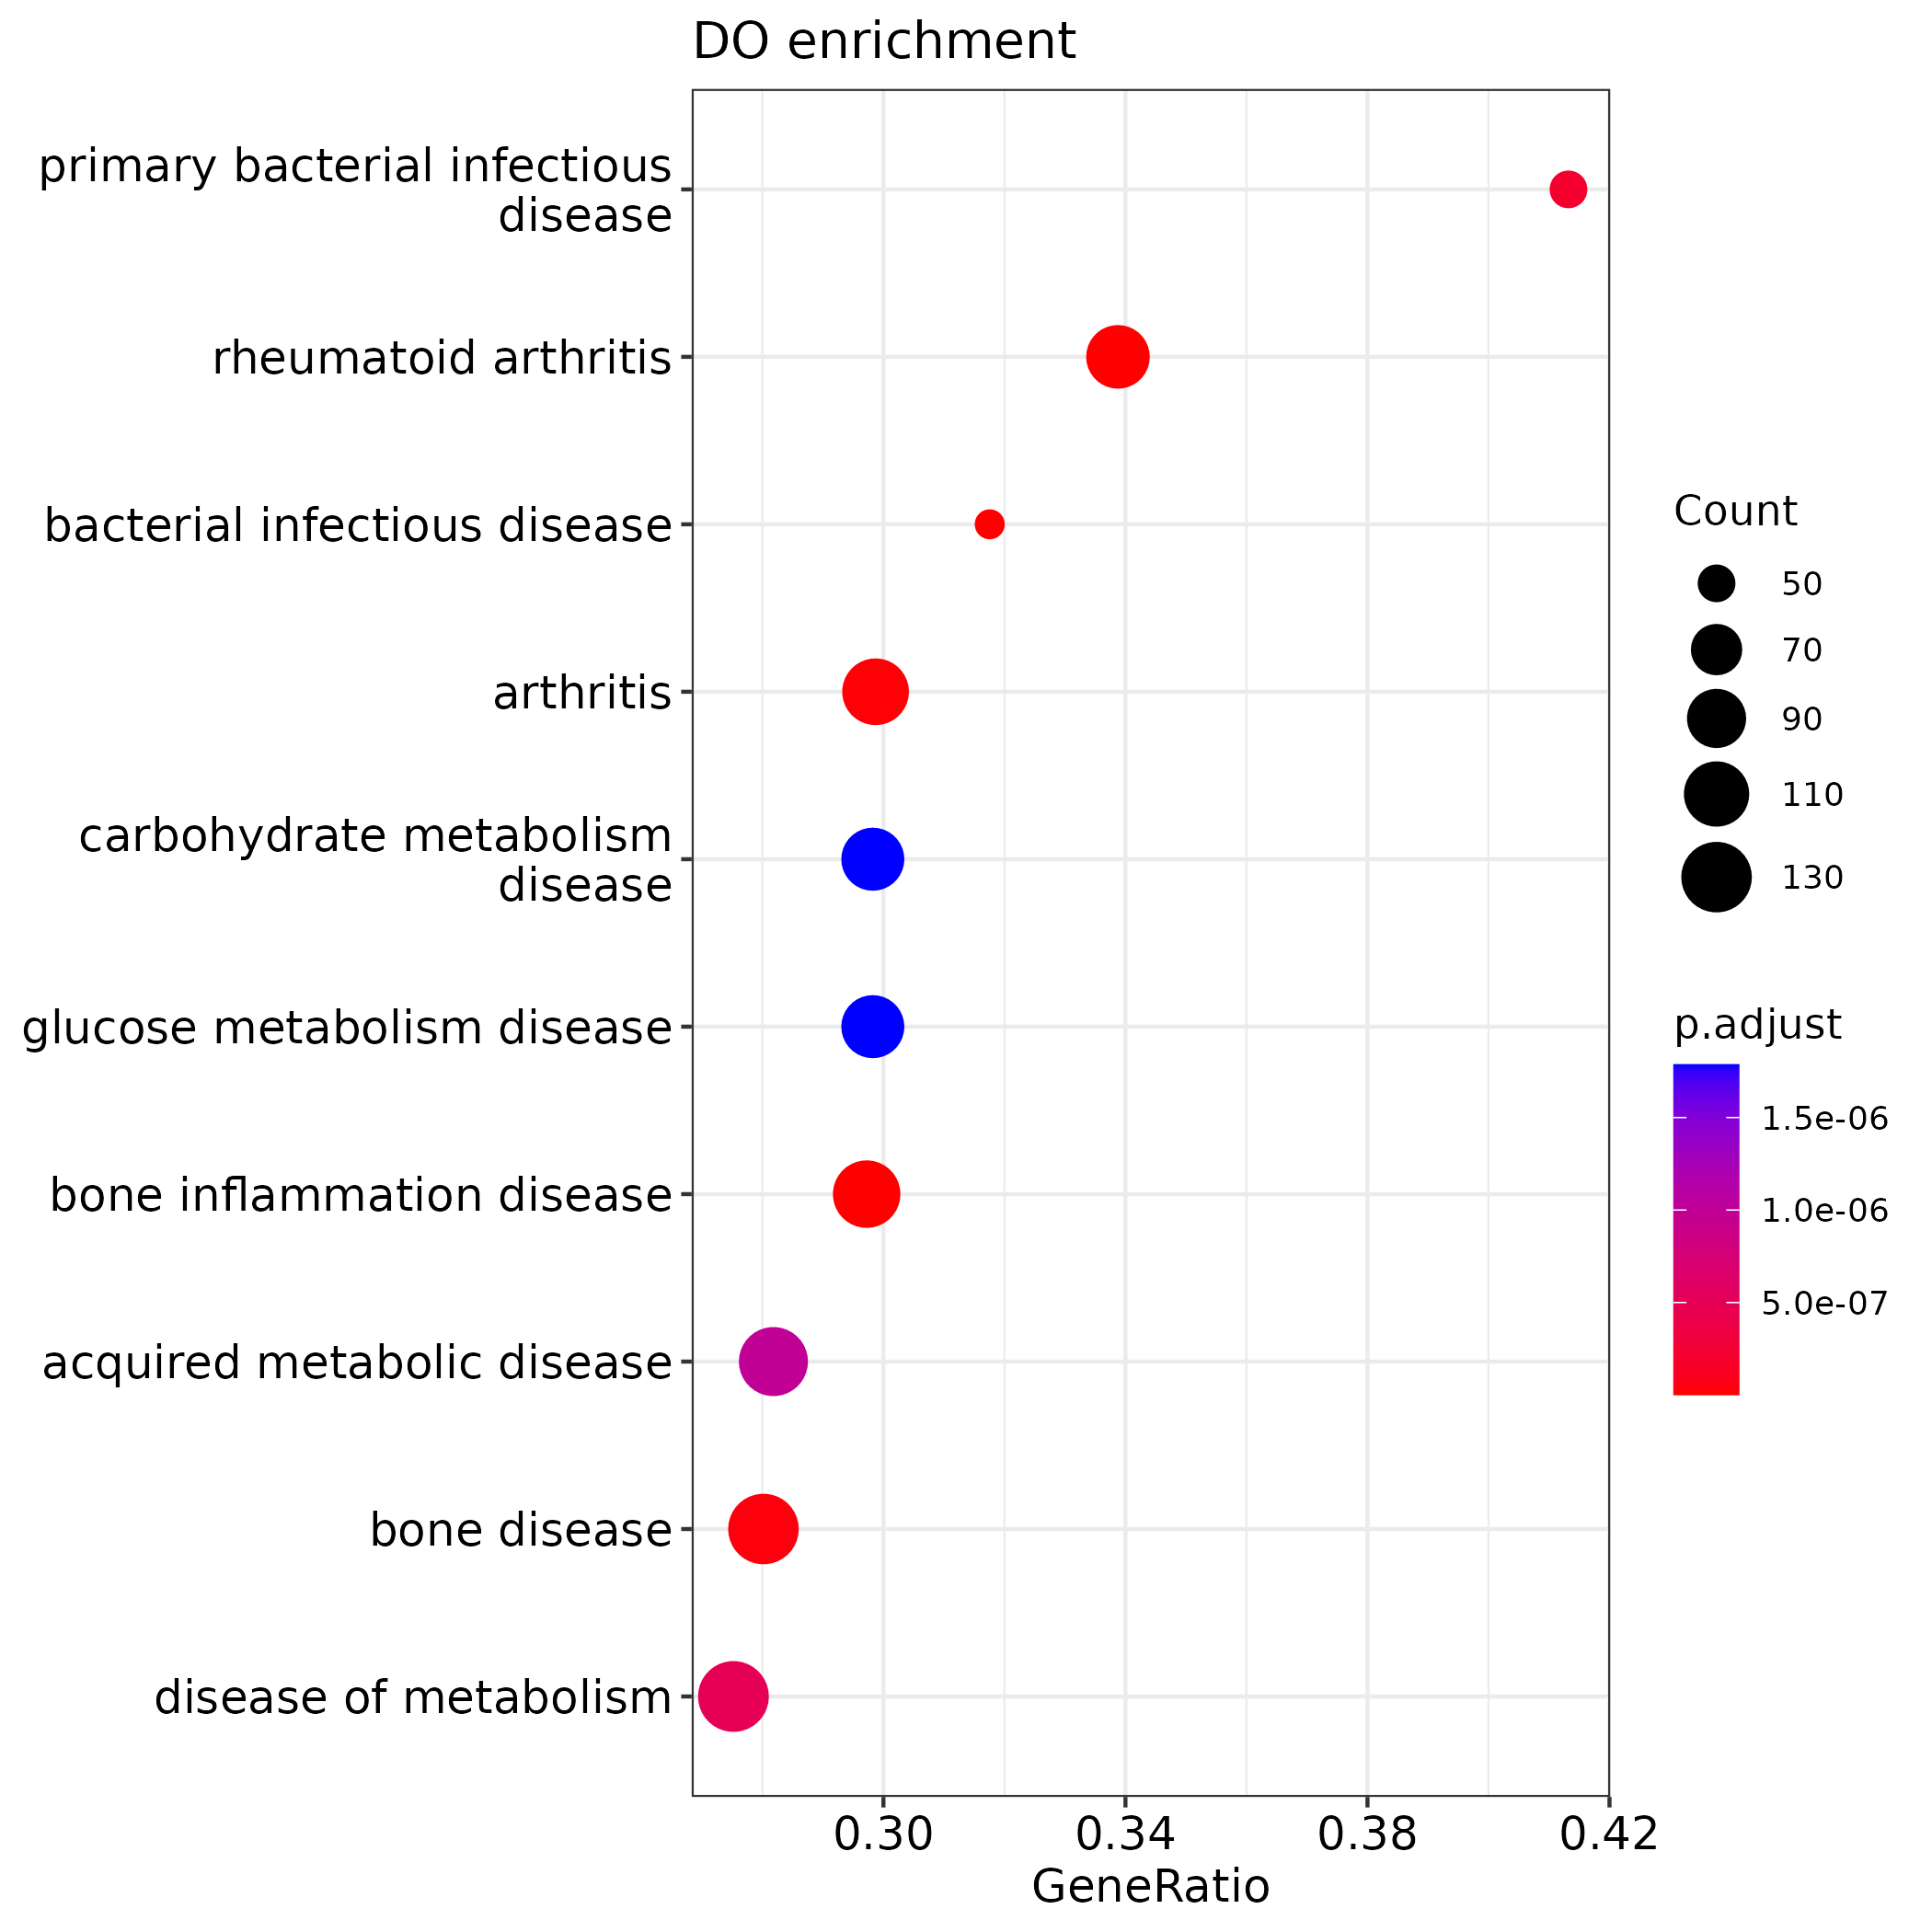 DO enrichment
primary bacterial infectious
disease
rheumatoid arthritis
bacterial infectious disease
arthritis
carbohydrate metabolism
disease
glucose metabolism disease
bone inflammation disease
acquired metabolic disease
bone disease
disease of metabolism
0.30
0.34
0.38
0.42
GeneRatio
Count
50
70
90
110
130
p.adjust
1.5e-06
1.0e-06
5.0e-07